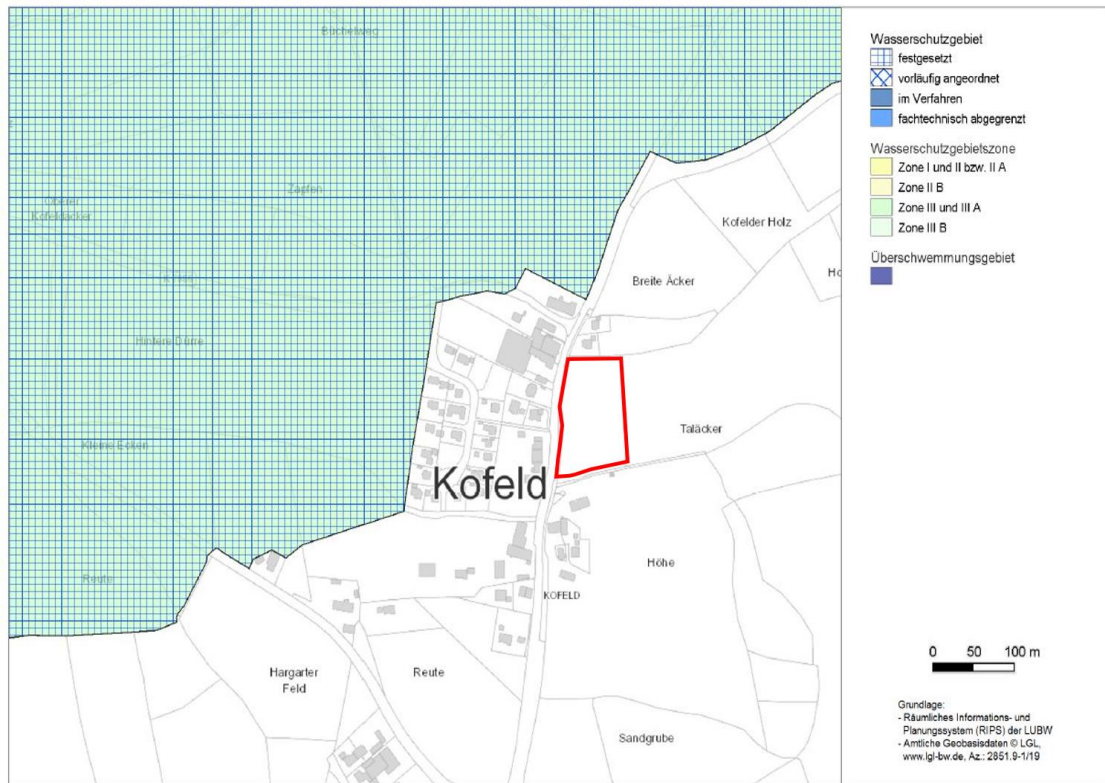 Büchelweg
Zapfen
Oberer
Kofeldäcker
Hintere Dürre
Kleine Ecken
Reute
Kofelder Holz
Breite Äcker
Taläcker
Kofeld
Höhe
KOFELD
Hargarter
Feld
Reute
Sandgrube
Wasserschutzgebiet
festgesetzt
vorläufig angeordnet
im Verfahren
fachtechnisch abgegrenzt
Wasserschutzgebietszone
Zone I und II bzw. II A
Zone II B
Zone III und III A
Zone III B
Überschwemmungsgebiet
0 50 100 m
Grundlage:
- Räumliches Informations- und
Planungssystem (RIPS) der LUBW
- Amtliche Geobasisdaten © LGL,
www.lgl-bw.de, Az.: 2851.9-1/19